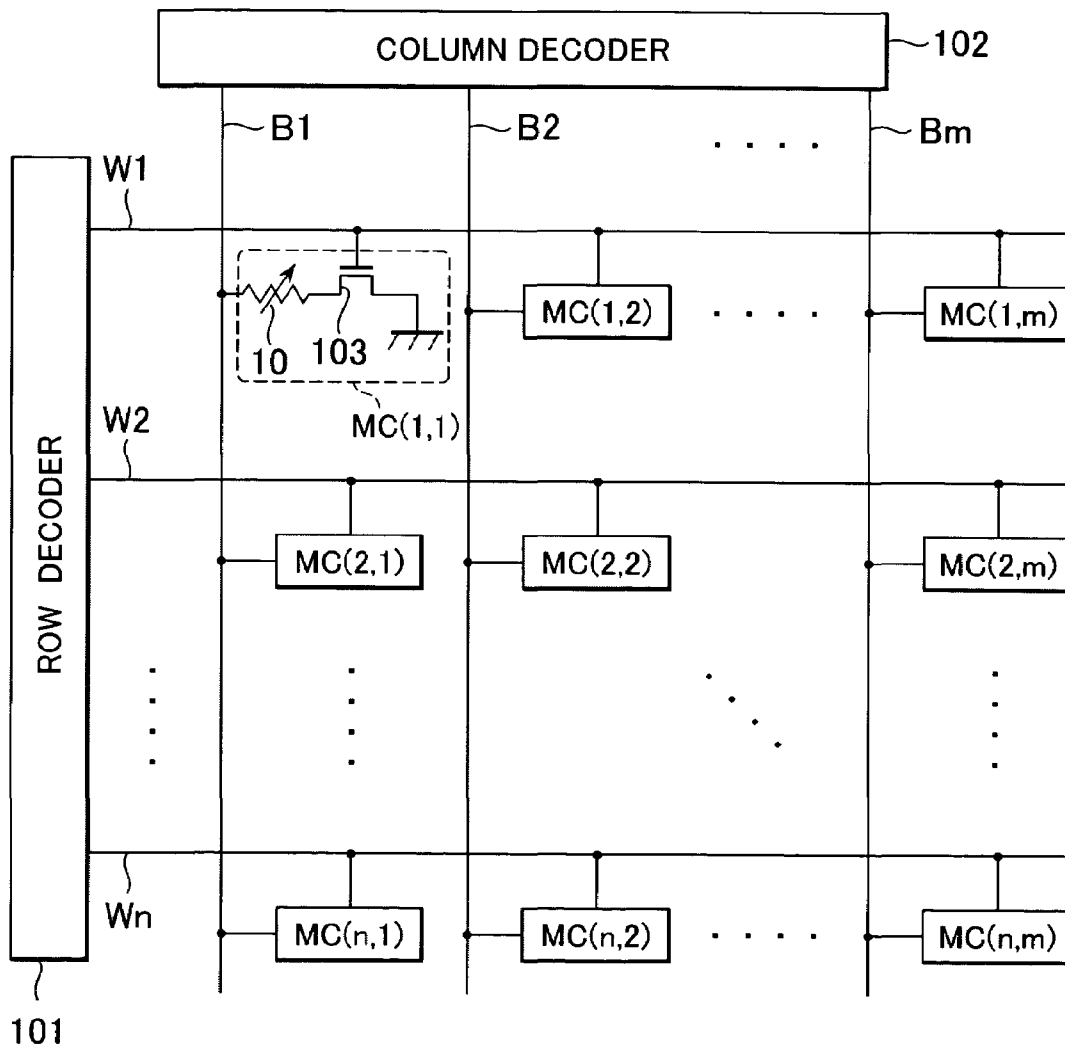 COLUMN DECODER
102
B1
B2
Bm
W1
10
103
MC(1,1)
MC(1,2)
MC(1,m)
W2
ROW DECODER
MC(2,1)
MC(2,2)
MC(2,m)
Wn
MC(n,1)
MC(n,2)
MC(n,m)
101